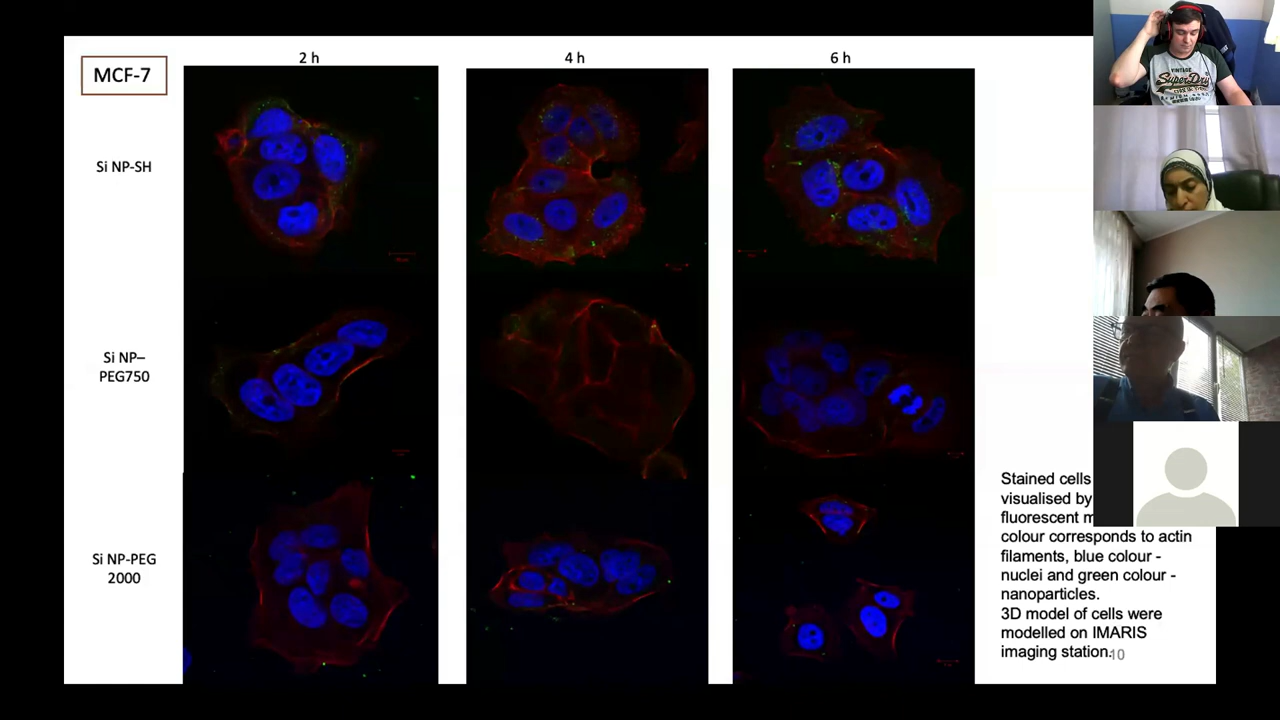 MCF-7
2 h
4 h
6 h
Si NP-SH
Si NP–
PEG750
Si NP-PEG
2000
Stained cells
visualised by
fluorescent
colour corresponds to actin
filaments, blue colour -
nuclei and green colour -
nanoparticles.
3D model of cells were
modelled on IMARIS
imaging station.
10
VINTAGE
SuperDry